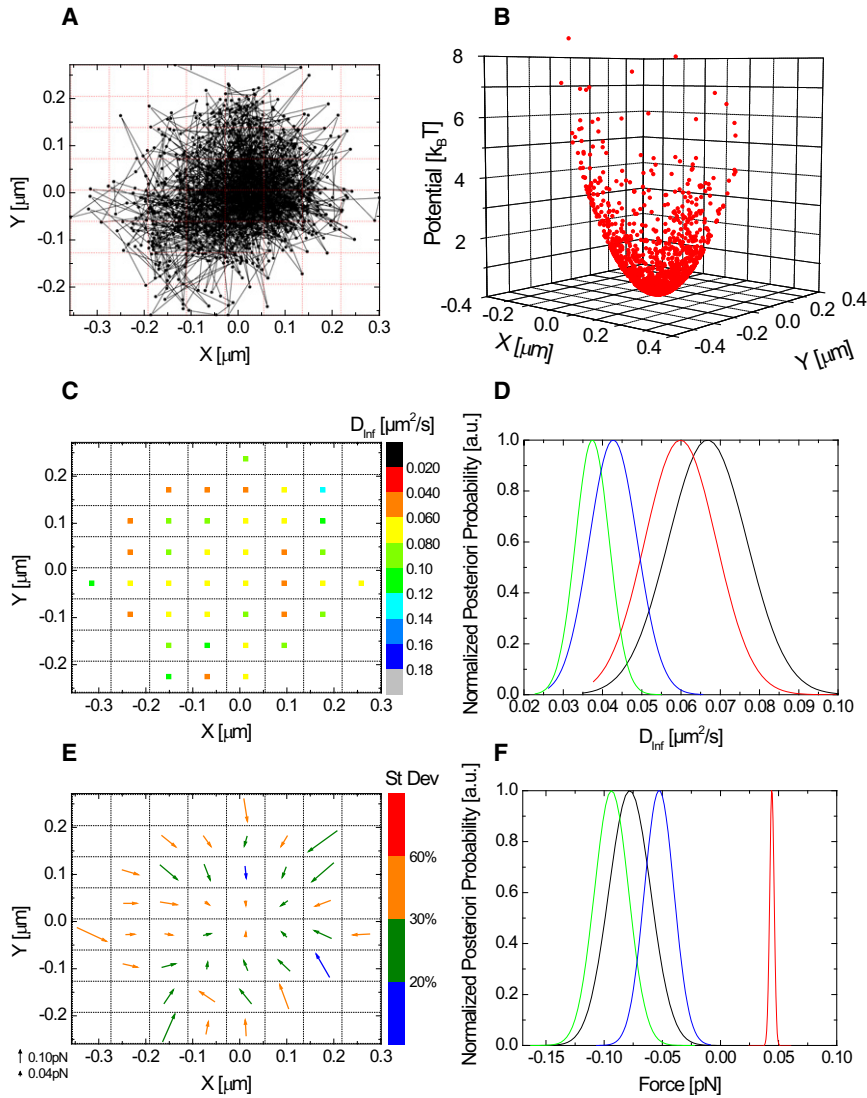 A
Y [µm]
0.2
0.1
0.0
-0.1
-0.2
-0.3 -0.2 -0.1 0.0 0.1 0.2 0.3
X [µm]
B
Potential [kBT]
8
6
4
2
-0.4 -0.2 0.0 0.2 0.4
X [µm]
-0.4 -0.2 0.0 0.2 0.4
Y [µm]
C
DInf [µm²/s]
Y [µm]
0.2
0.1
0.0
-0.1
-0.2
-0.3 -0.2 -0.1 0.0 0.1 0.2 0.3
X [µm]
0.020
0.040
0.060
0.080
0.10
0.12
0.14
0.16
0.18
D
Normalized Posteriori Probability [a.u.]
1.0
0.8
0.6
0.4
0.2
0.0
0.02 0.03 0.04 0.05 0.06 0.07 0.08 0.09 0.10
DInf [µm²/s]
E
St Dev
Y [µm]
0.2
0.1
0.0
-0.1
-0.2
-0.3 -0.2 -0.1 0.0 0.1 0.2 0.3
X [µm]
60%
30%
20%
0.10pN
0.04pN
F
Normalized Posteriori Probability [a.u.]
1.0
0.8
0.6
0.4
0.2
0.0
-0.15 -0.10 -0.05 0.00 0.05 0.10
Force [pN]